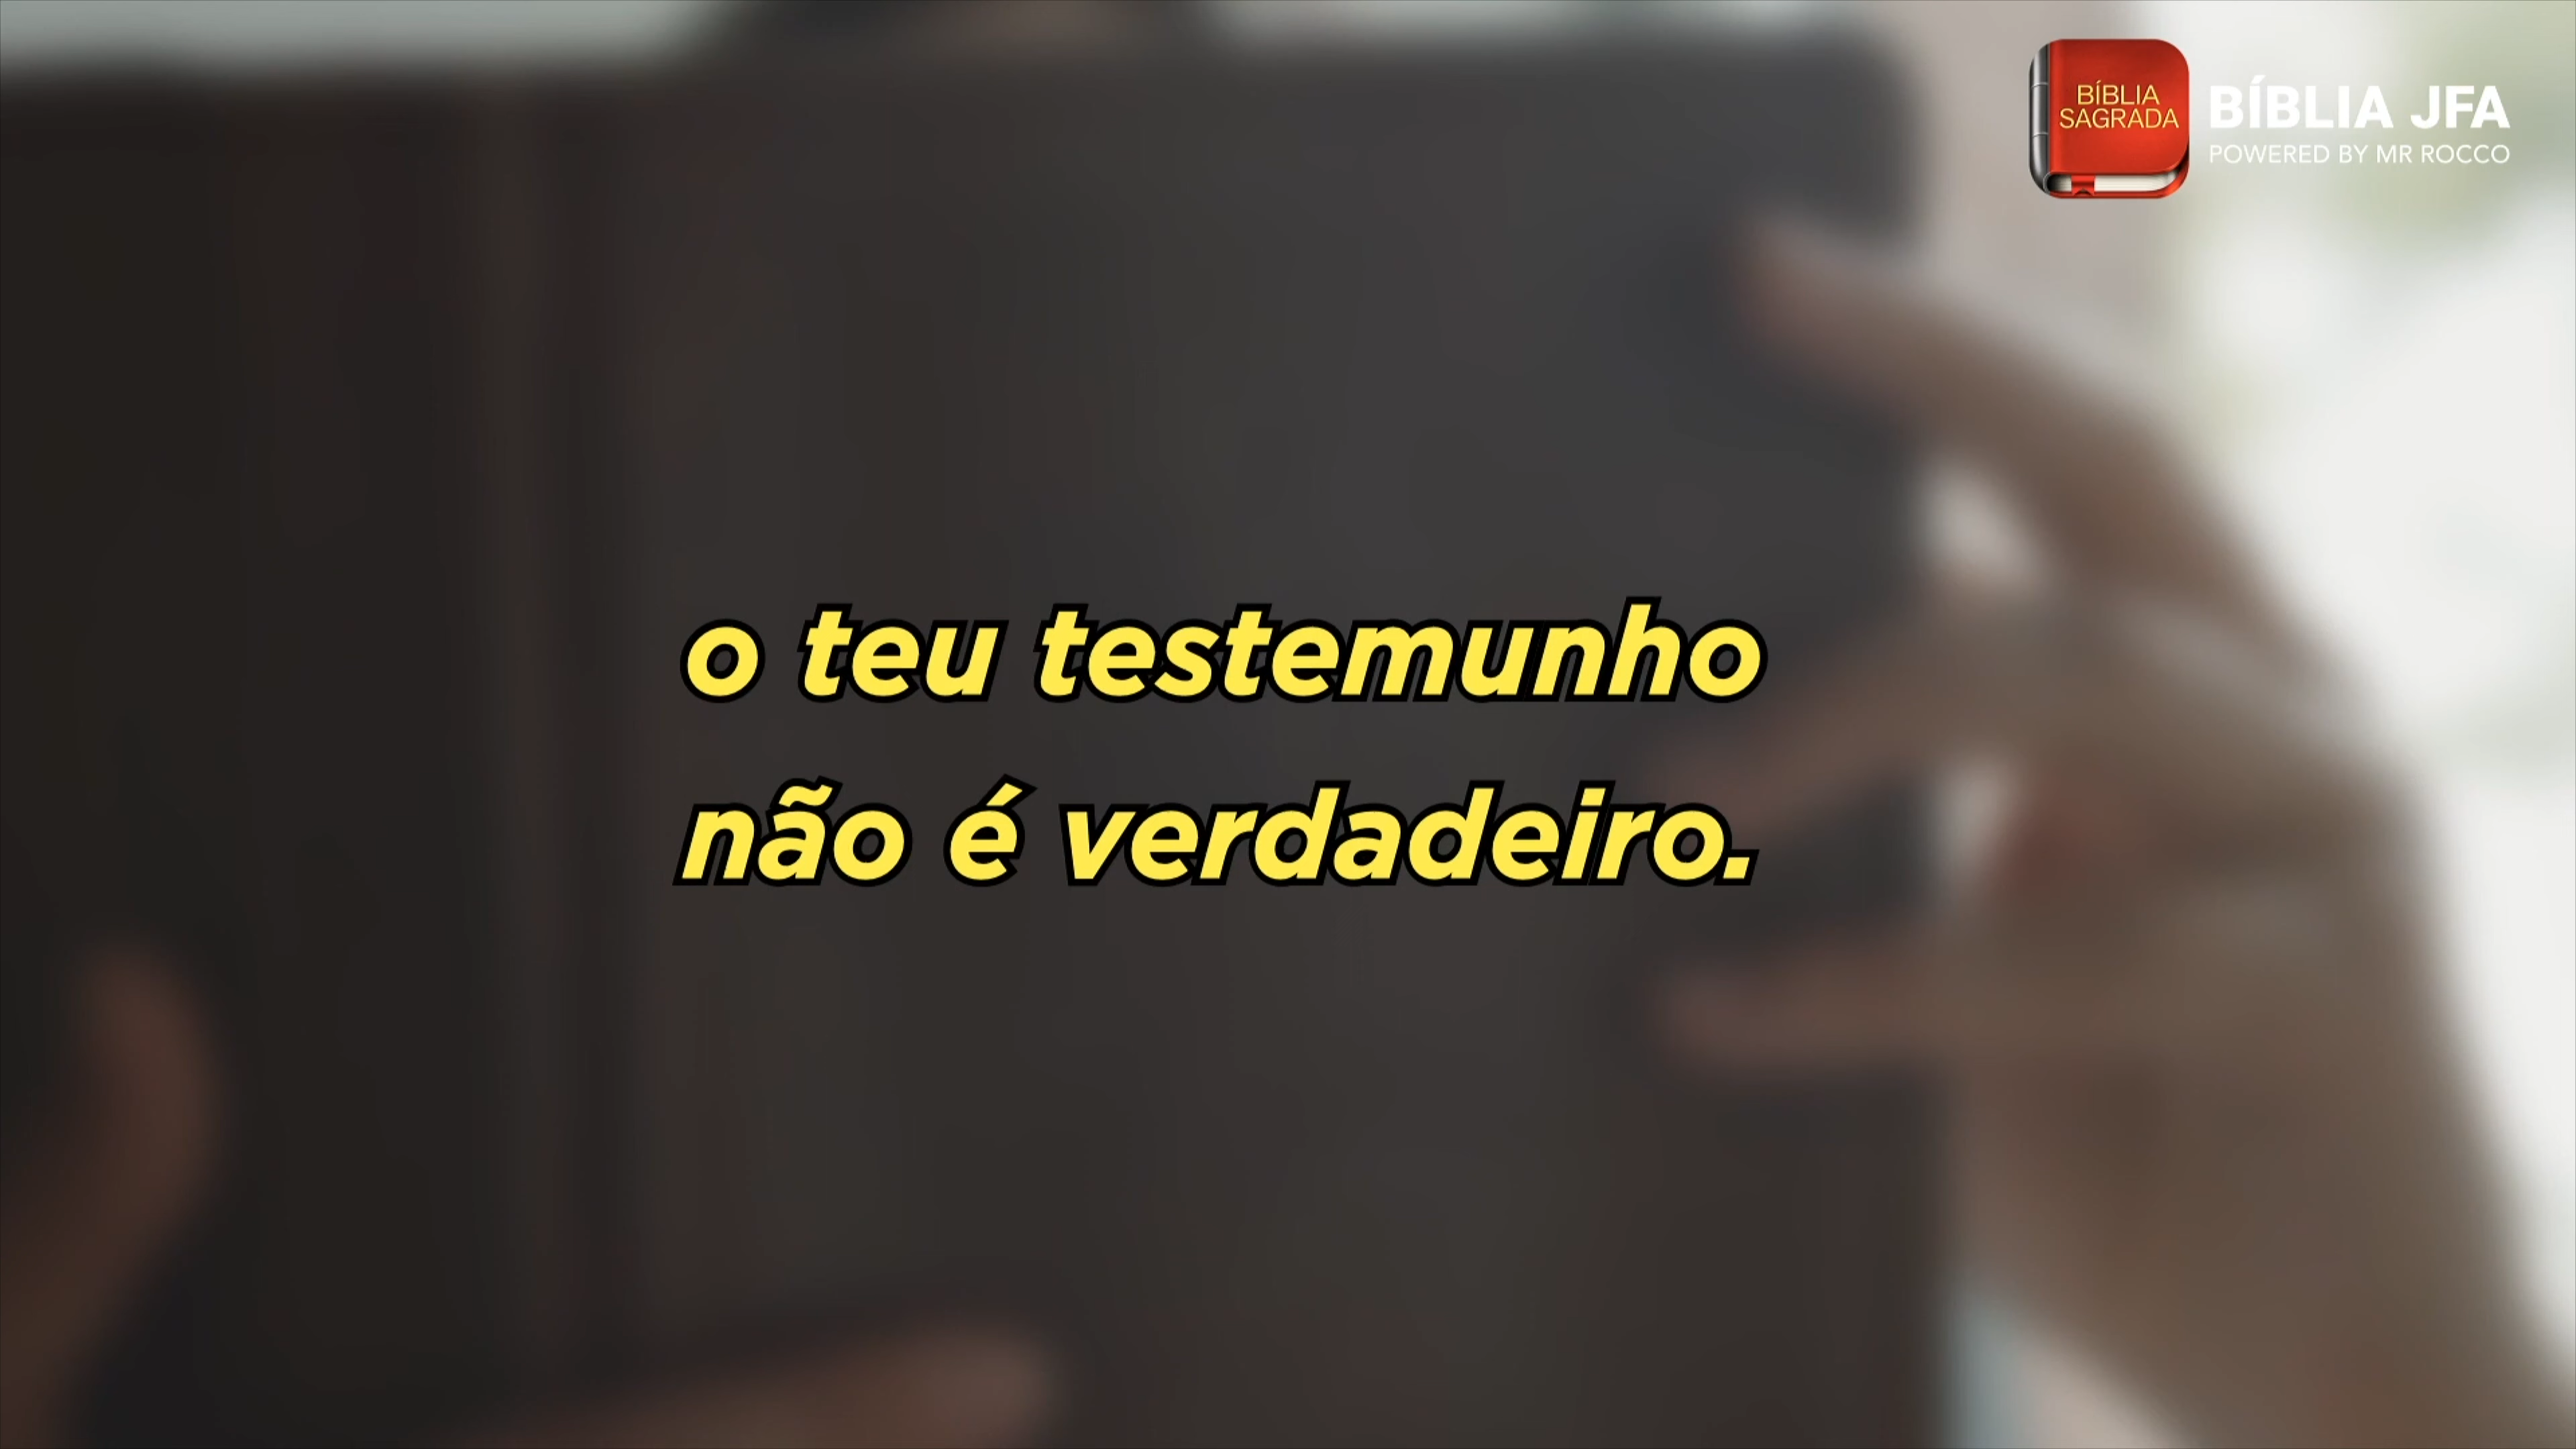 BÍBLIA
SAGRADA
BÍBLIA JFA
POWERED BY MR ROCCO
o teu testemunho
não é verdadeiro.